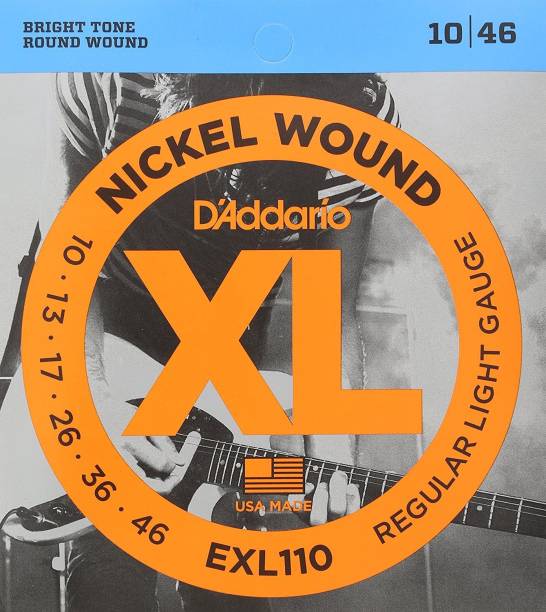 BRIGHT TONE
ROUND WOUND
10|46
NICKEL WOUND
D'Addario
XL
10 · 13 · 17 · 26 · 36 · 46
REGULAR LIGHT GAUGE
USA MADE
EXL110